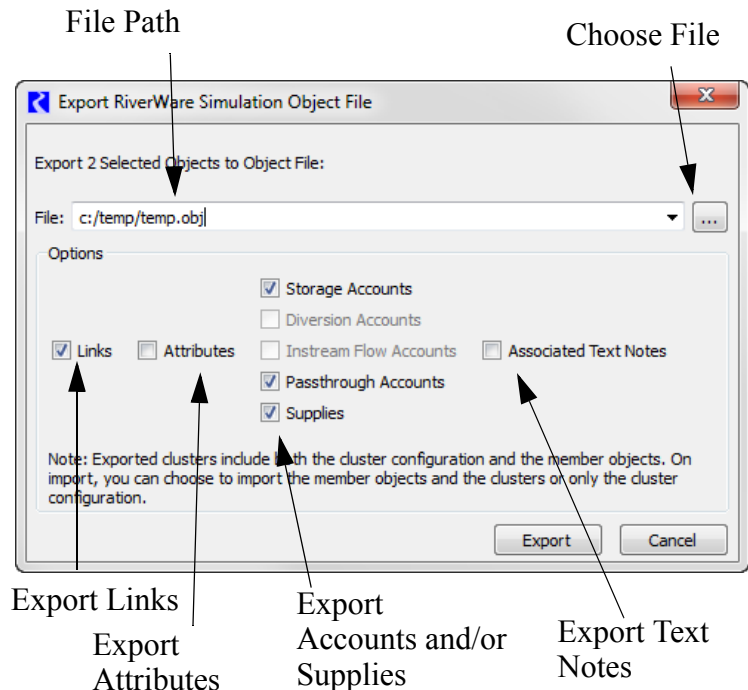 File Path
Choose File
Export RiverWare Simulation Object File
Export 2 Selected Objects to Object File:
File: c:/temp/temp.obj ...
Options
Storage Accounts
Diversion Accounts
Links Attributes Instream Flow Accounts Associated Text Notes
Passthrough Accounts
Supplies
Note: Exported clusters include both the cluster configuration and the member objects. On
import, you can choose to import the member objects and the clusters or only the cluster
configuration.
Export Cancel
Export Links
Export
Attributes
Export
Accounts and/or
Supplies
Export Text
Notes